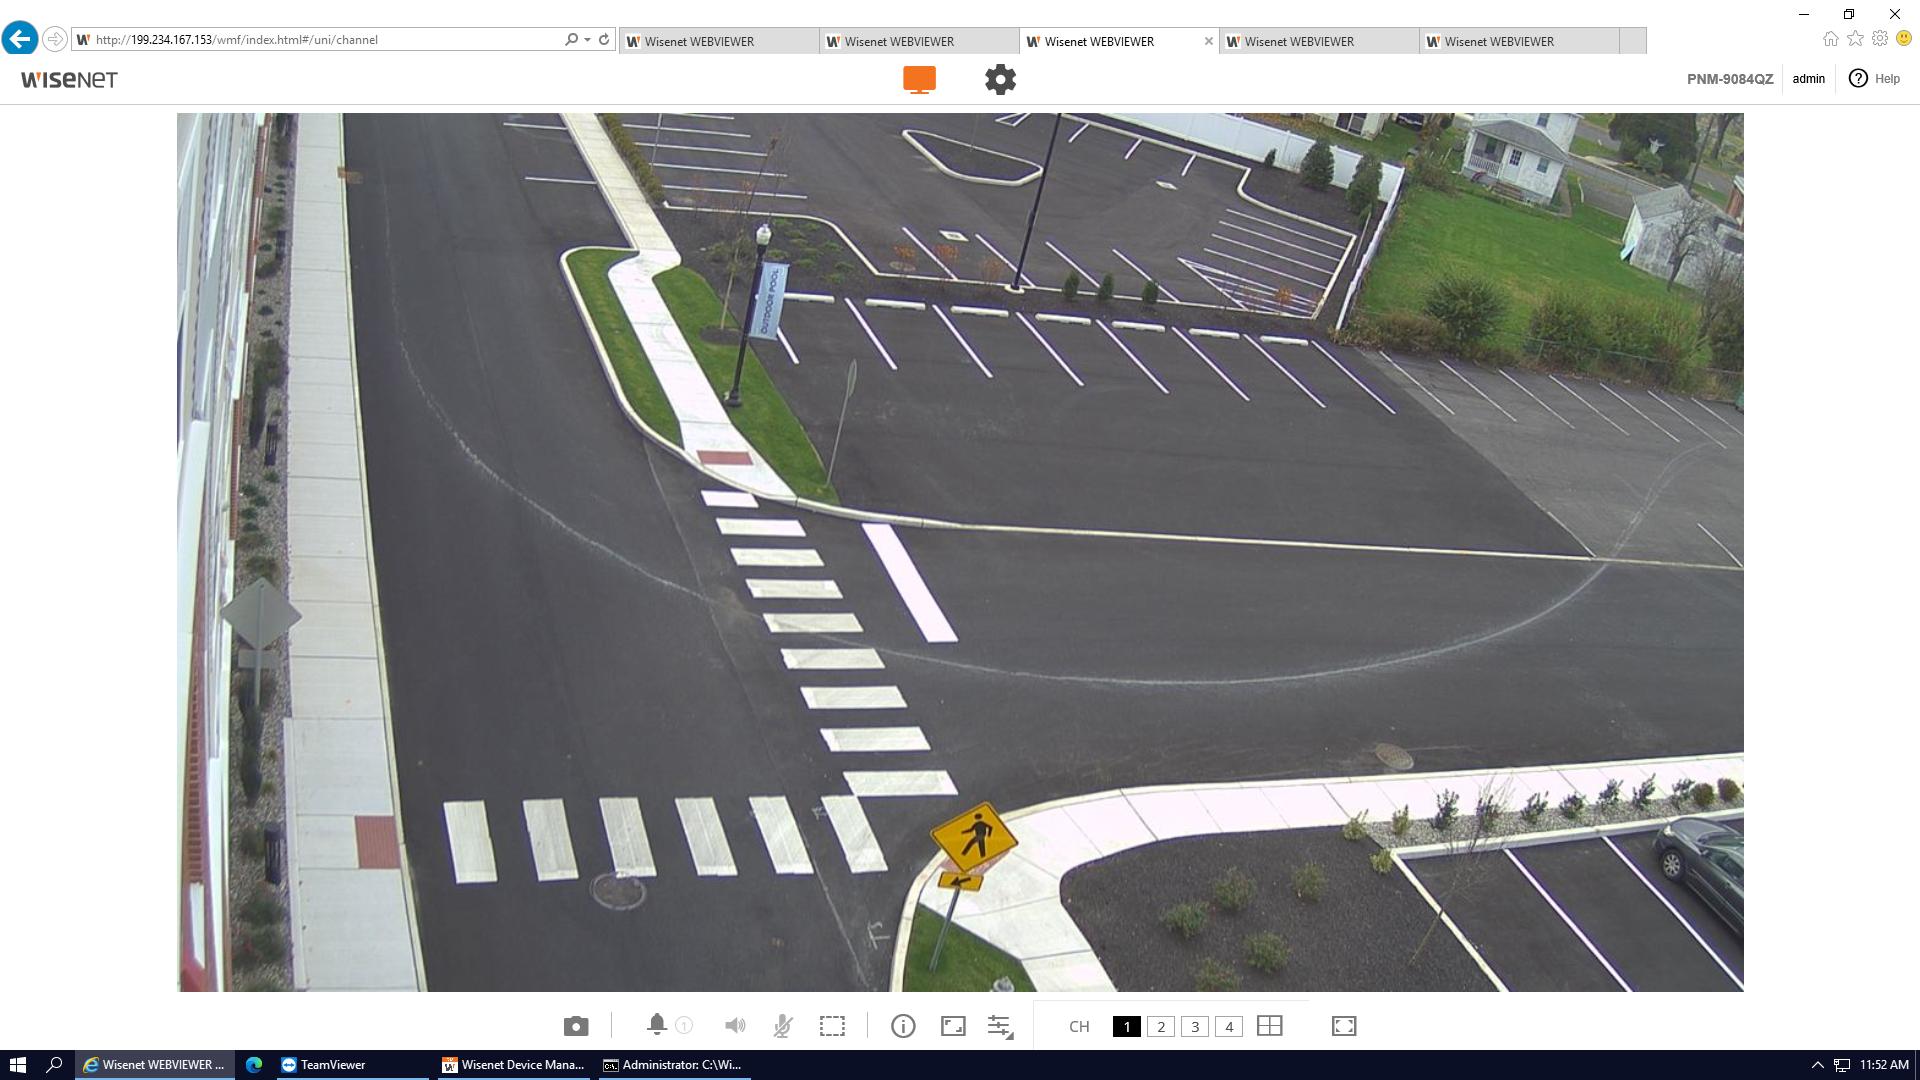 http://199.234.167.153/wmf/index.html#/uni/channel
Wisenet WEBVIEWER
Wisenet WEBVIEWER
Wisenet WEBVIEWER
Wisenet WEBVIEWER
Wisenet WEBVIEWER
WISENET
PNM-9084QZ
admin
? Help
OUTDOOR POOL
1
CH
1
2
3
4
Wisenet WEBVIEWER ...
TeamViewer
Wisenet Device Mana...
Administrator: C:\Wi...
11:52 AM